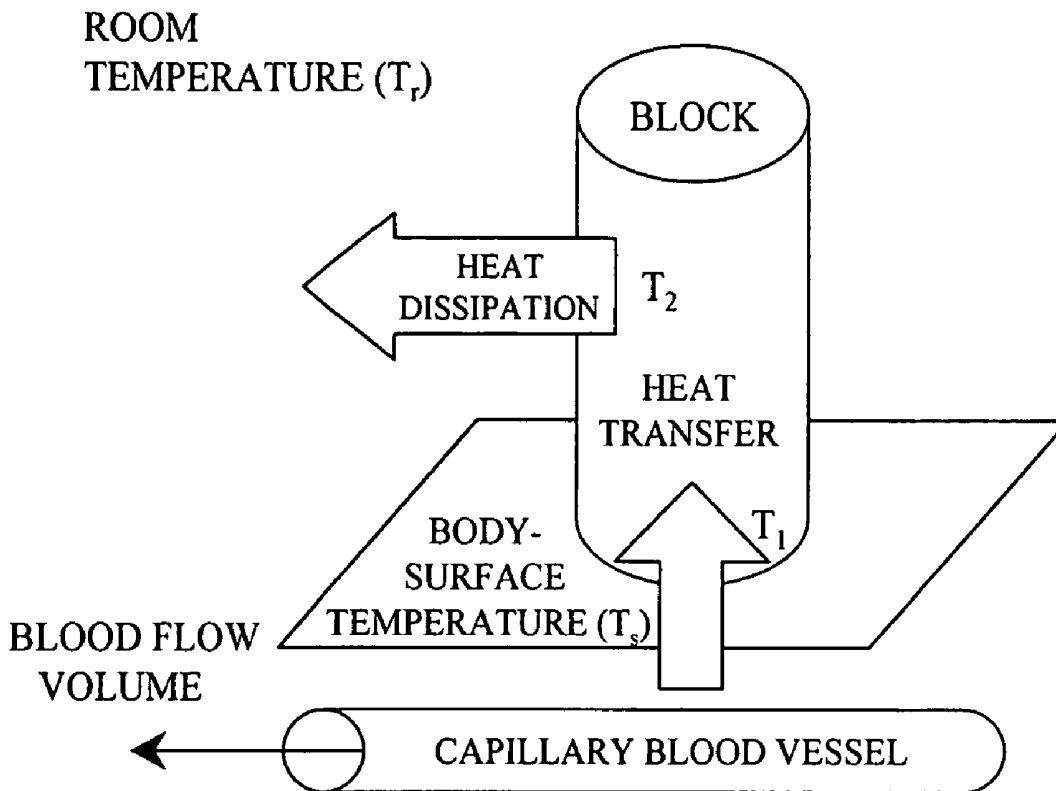 ROOM
TEMPERATURE (Tr)
BLOCK
HEAT
DISSIPATION
T2
HEAT
TRANSFER
T1
BODY-
SURFACE
TEMPERATURE (Ts)
BLOOD FLOW
VOLUME
CAPILLARY BLOOD VESSEL